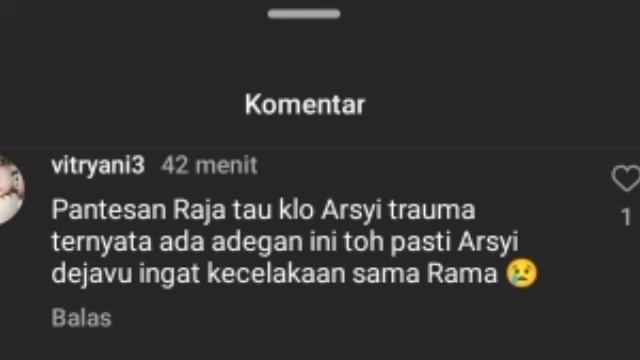 Komentar
vitryani3 42 menit
Pantesan Raja tau klo Arsyi trauma
ternyata ada adegan ini toh pasti Arsyi
dejavu ingat kecelakaan sama Rama 😢
1
Balas